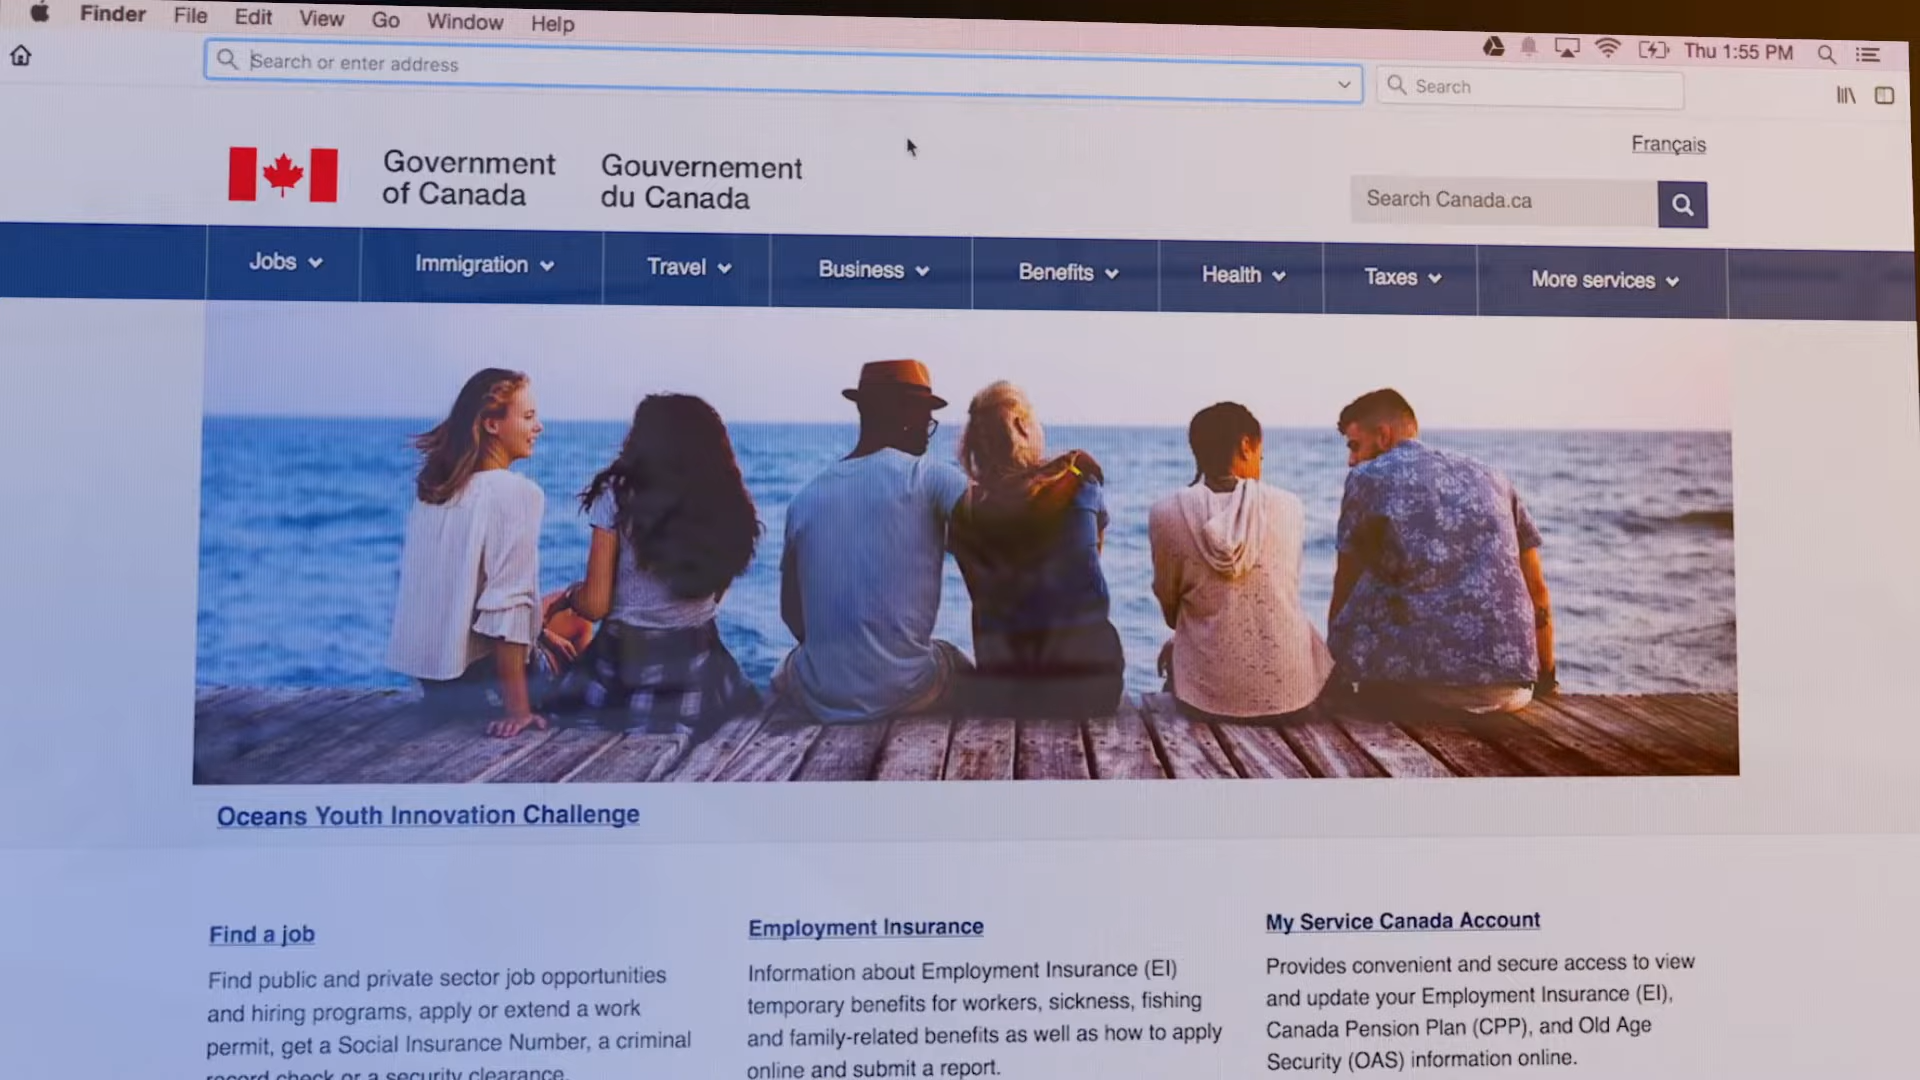 Finder File Edit View Go Window Help
Thu 1:55 PM
Search or enter address
Search
Français
Government
of Canada
Gouvernement
du Canada
Search Canada.ca
Jobs Immigration Travel Business Benefits Health Taxes More services
Oceans Youth Innovation Challenge
Find a job
Find public and private sector job opportunities
and hiring programs, apply or extend a work
permit, get a Social Insurance Number, a criminal
record check or a security clearance.
Employment Insurance
Information about Employment Insurance (EI)
temporary benefits for workers, sickness, fishing
and family-related benefits as well as how to apply
online and submit a report.
My Service Canada Account
Provides convenient and secure access to view
and update your Employment Insurance (EI),
Canada Pension Plan (CPP), and Old Age
Security (OAS) information online.